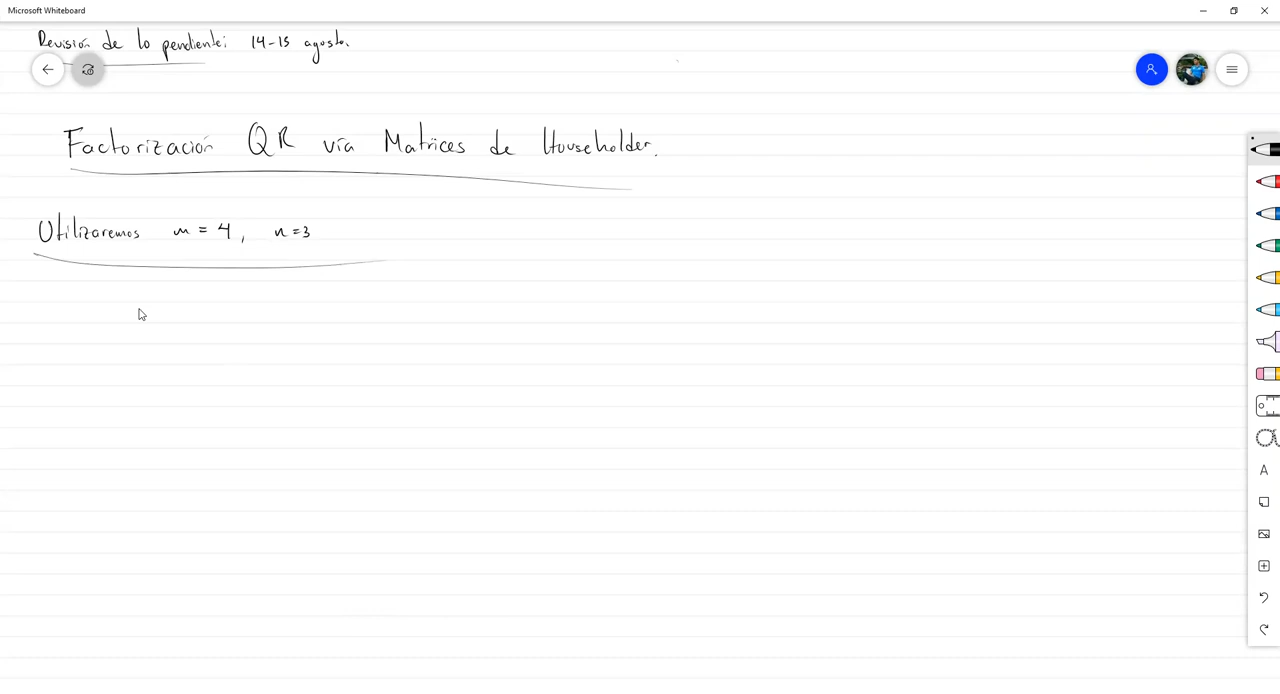 Microsoft Whiteboard
Revisión de lo pendiente: 14-15 agosto.
Factorización QR vía Matrices de Householder.
Utilizaremos m = 4, n = 3
A